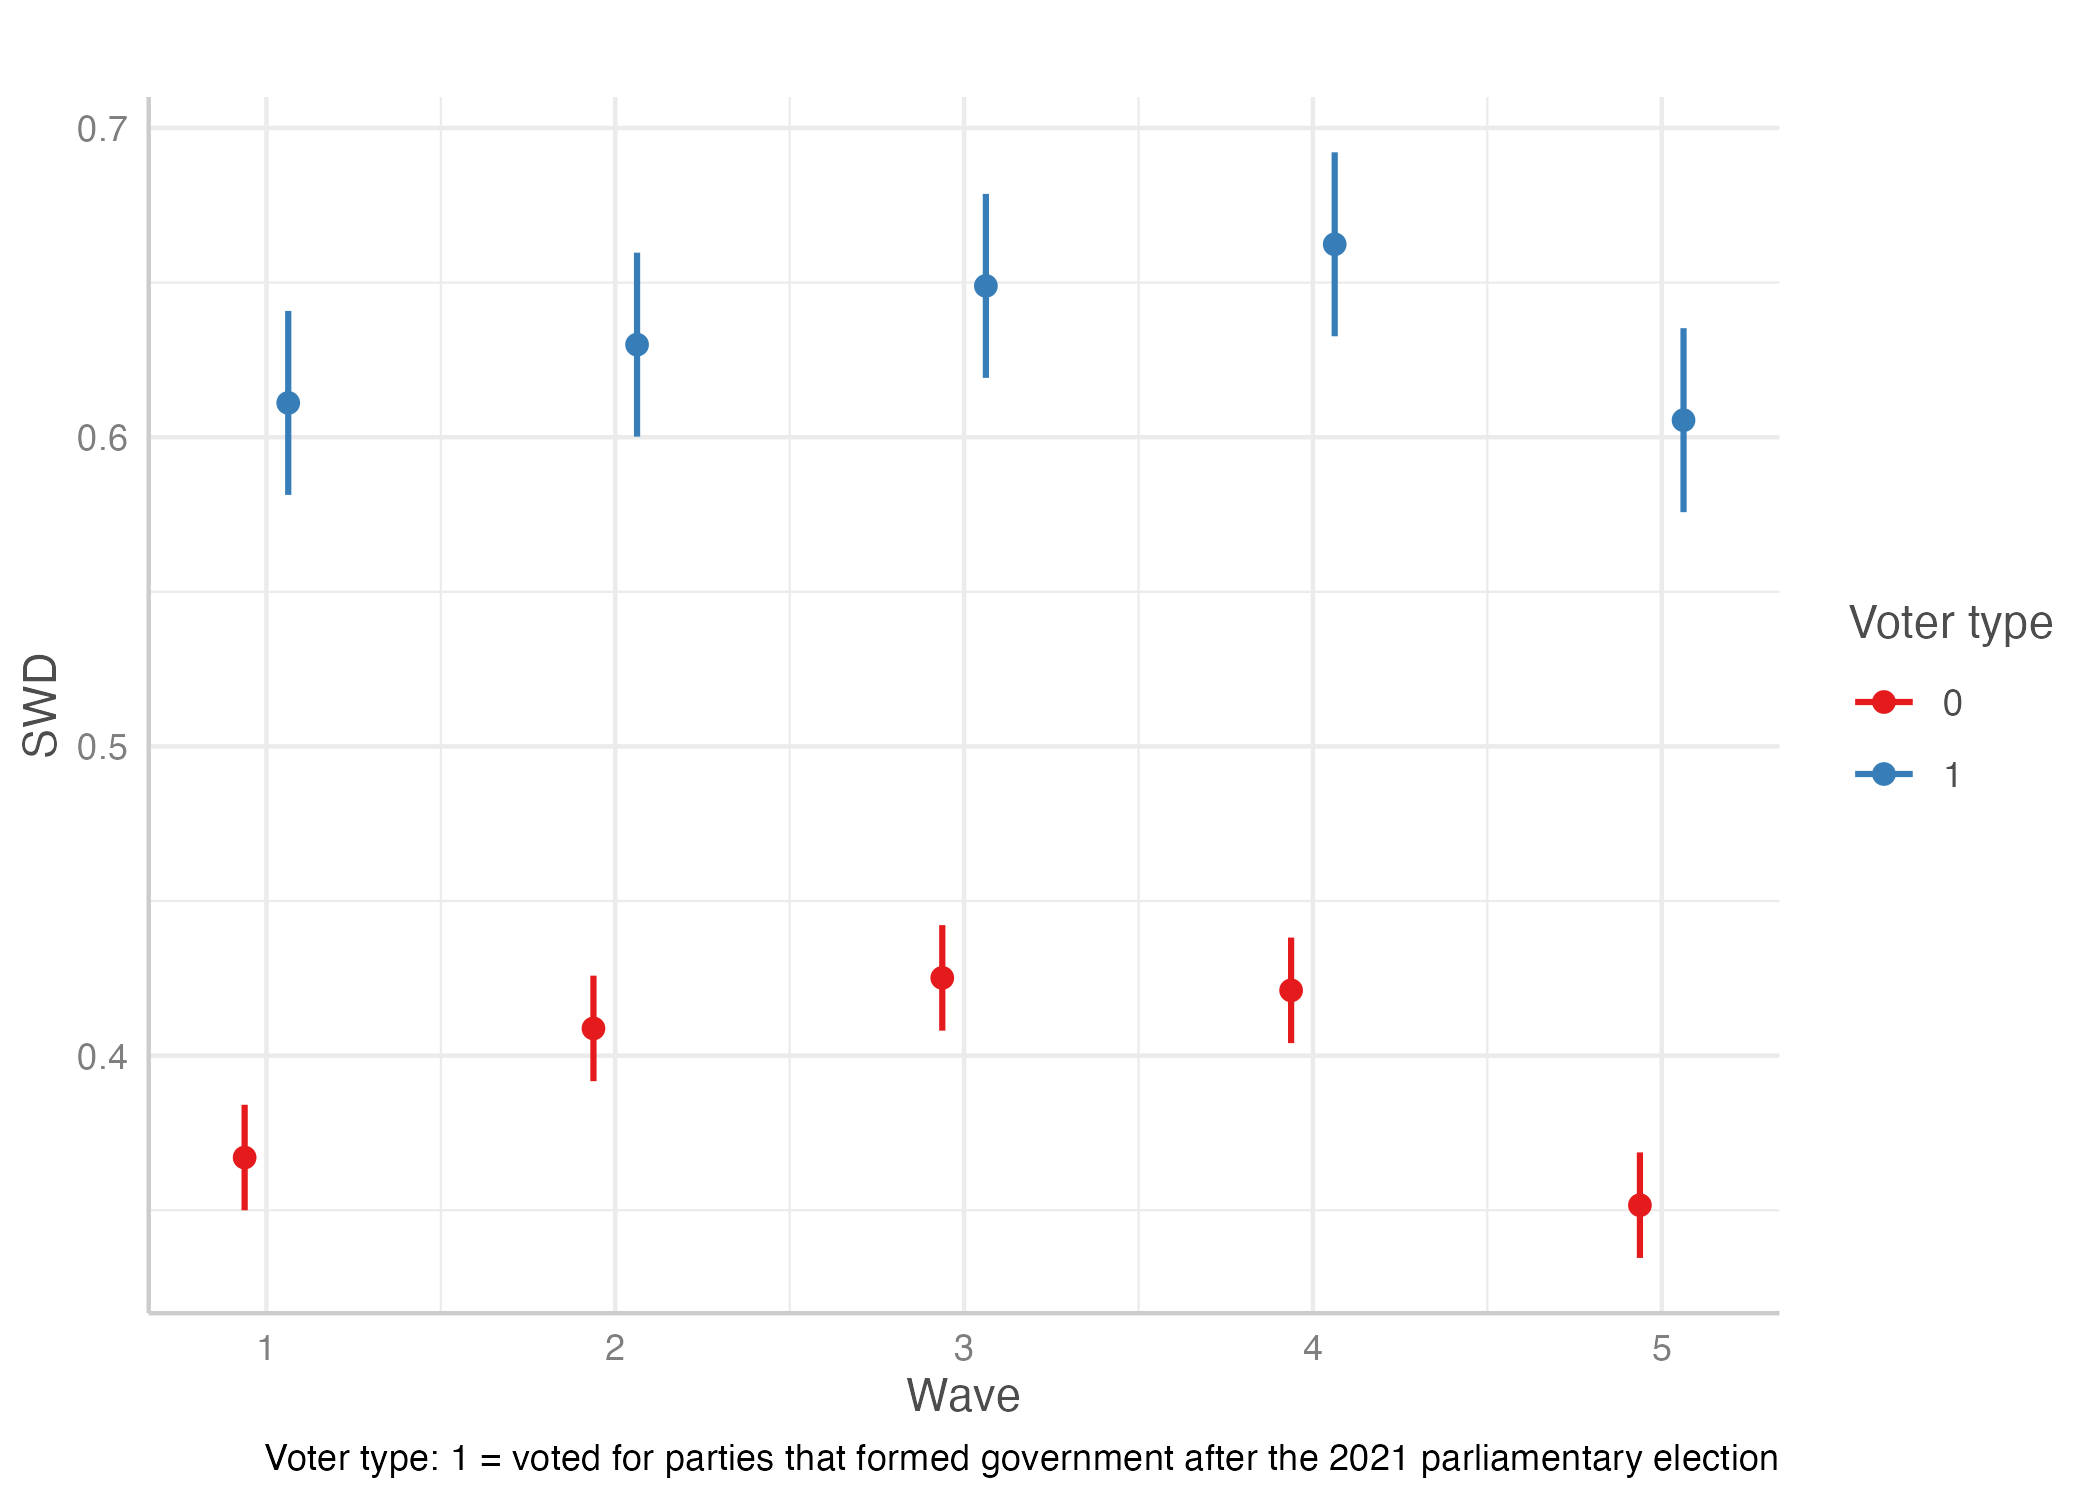 0.7
0.6
0.5
0.4
SWD
1
2
3
4
5
Wave
Voter type
0
1
Voter type: 1 = voted for parties that formed government after the 2021 parliamentary election